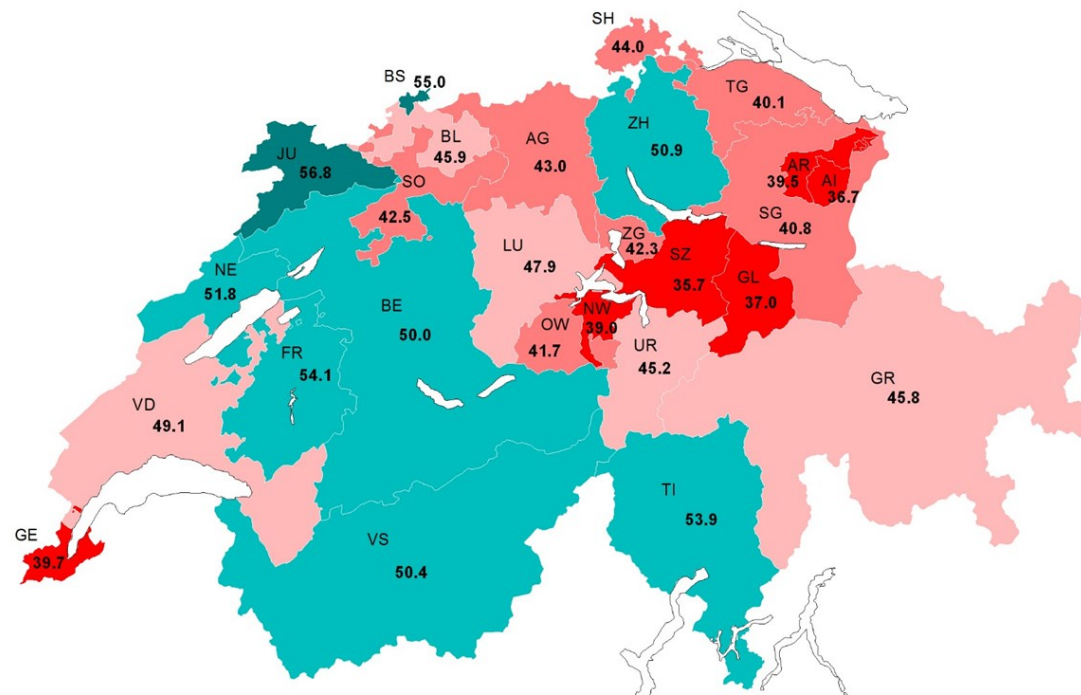 SH
44.0
BS 55.0
TG
40.1
ZH
50.9
BL
45.9
AG
43.0
JU
56.8
AR
39.5
AI
36.7
SO
42.5
SG
40.8
ZG
42.3
LU
47.9
SZ
35.7
GL
37.0
NE
51.8
BE
50.0
NW
39.0
OW
41.7
UR
45.2
FR
54.1
GR
45.8
VD
49.1
TI
53.9
GE
39.7
VS
50.4